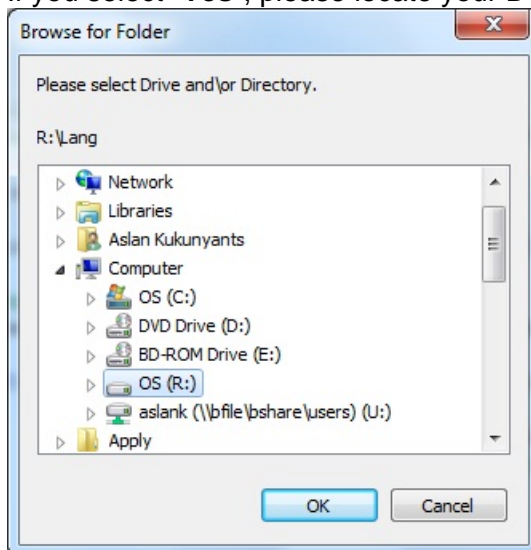 Browse for Folder
Please select Drive and\or Directory.
R:\Lang
Network
Libraries
Aslan Kukunyants
Computer
OS (C:)
DVD Drive (D:)
BD-ROM Drive (E:)
OS (R:)
aslank (\\bfile\bshare\users) (U:)
Apply
OK Cancel